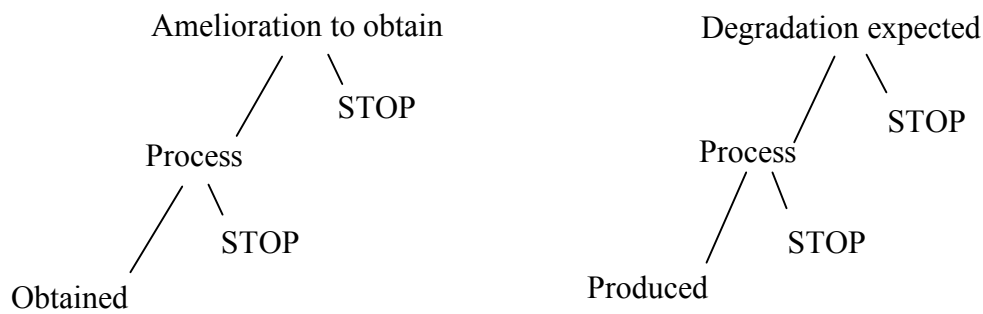 Amelioration to obtain
STOP
Process
STOP
Obtained
Degradation expected
STOP
Process
STOP
Produced